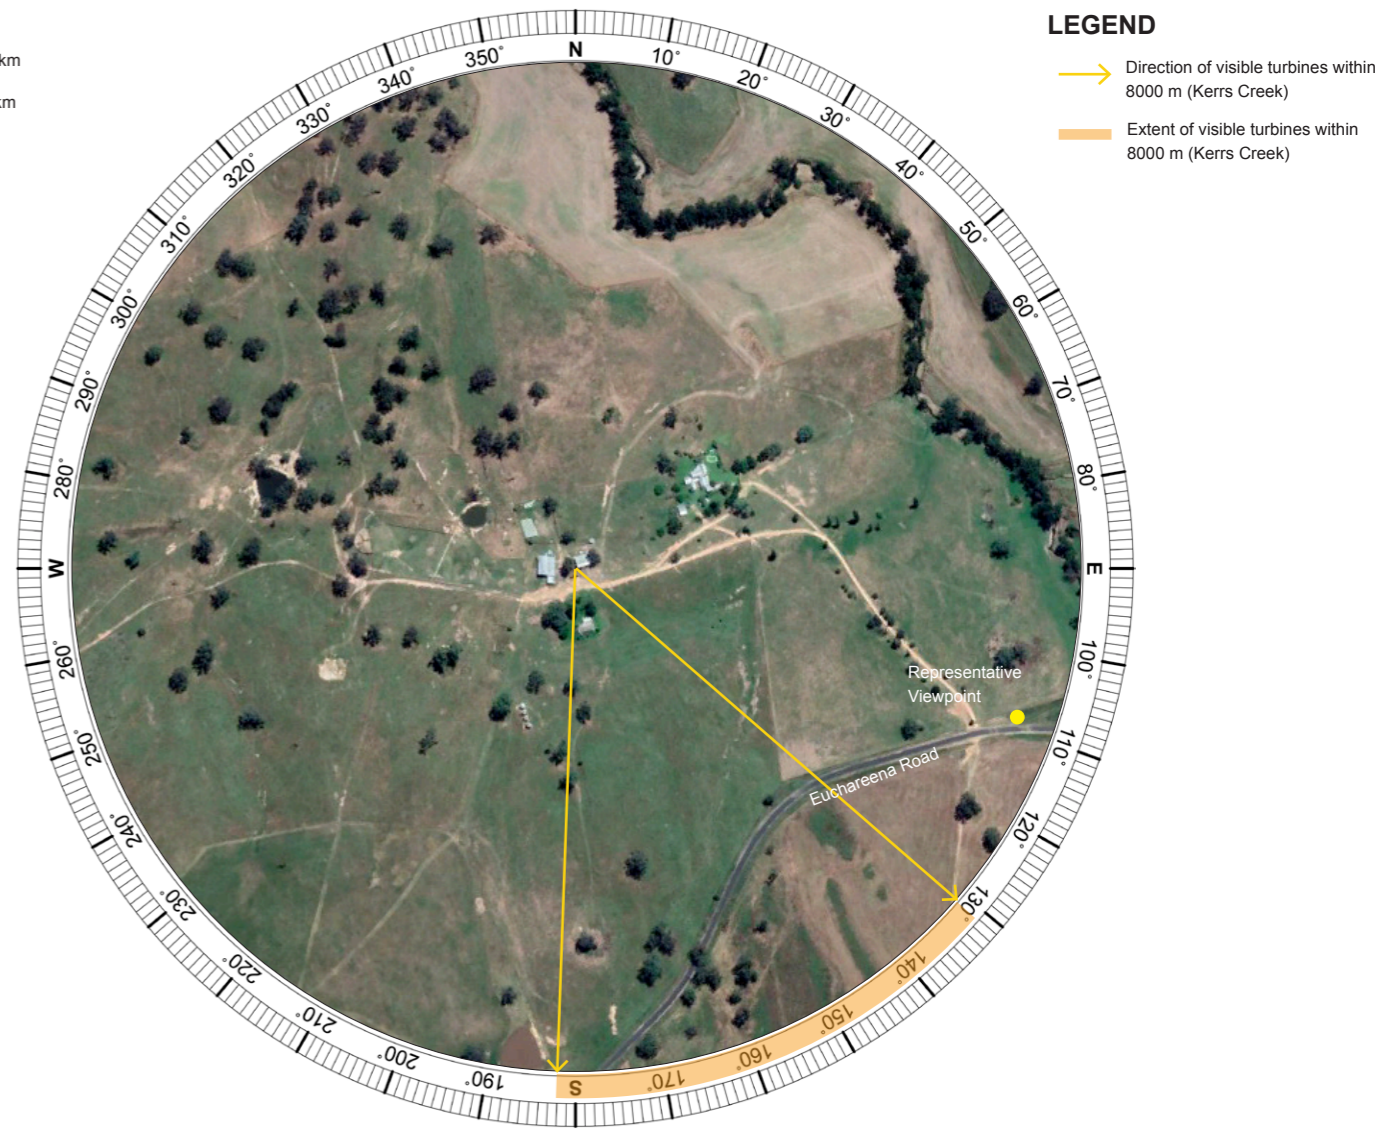 km
km
LEGEND
Direction of visible turbines within
8000 m (Kerrs Creek)
Extent of visible turbines within
8000 m (Kerrs Creek)
N
10°
20°
30°
40°
50°
60°
70°
80°
E
100°
110°
120°
130°
140°
150°
160°
170°
S
190°
200°
210°
220°
230°
240°
250°
260°
W
280°
290°
300°
310°
320°
330°
340°
350°
Representative
Viewpoint
Euchareena Road